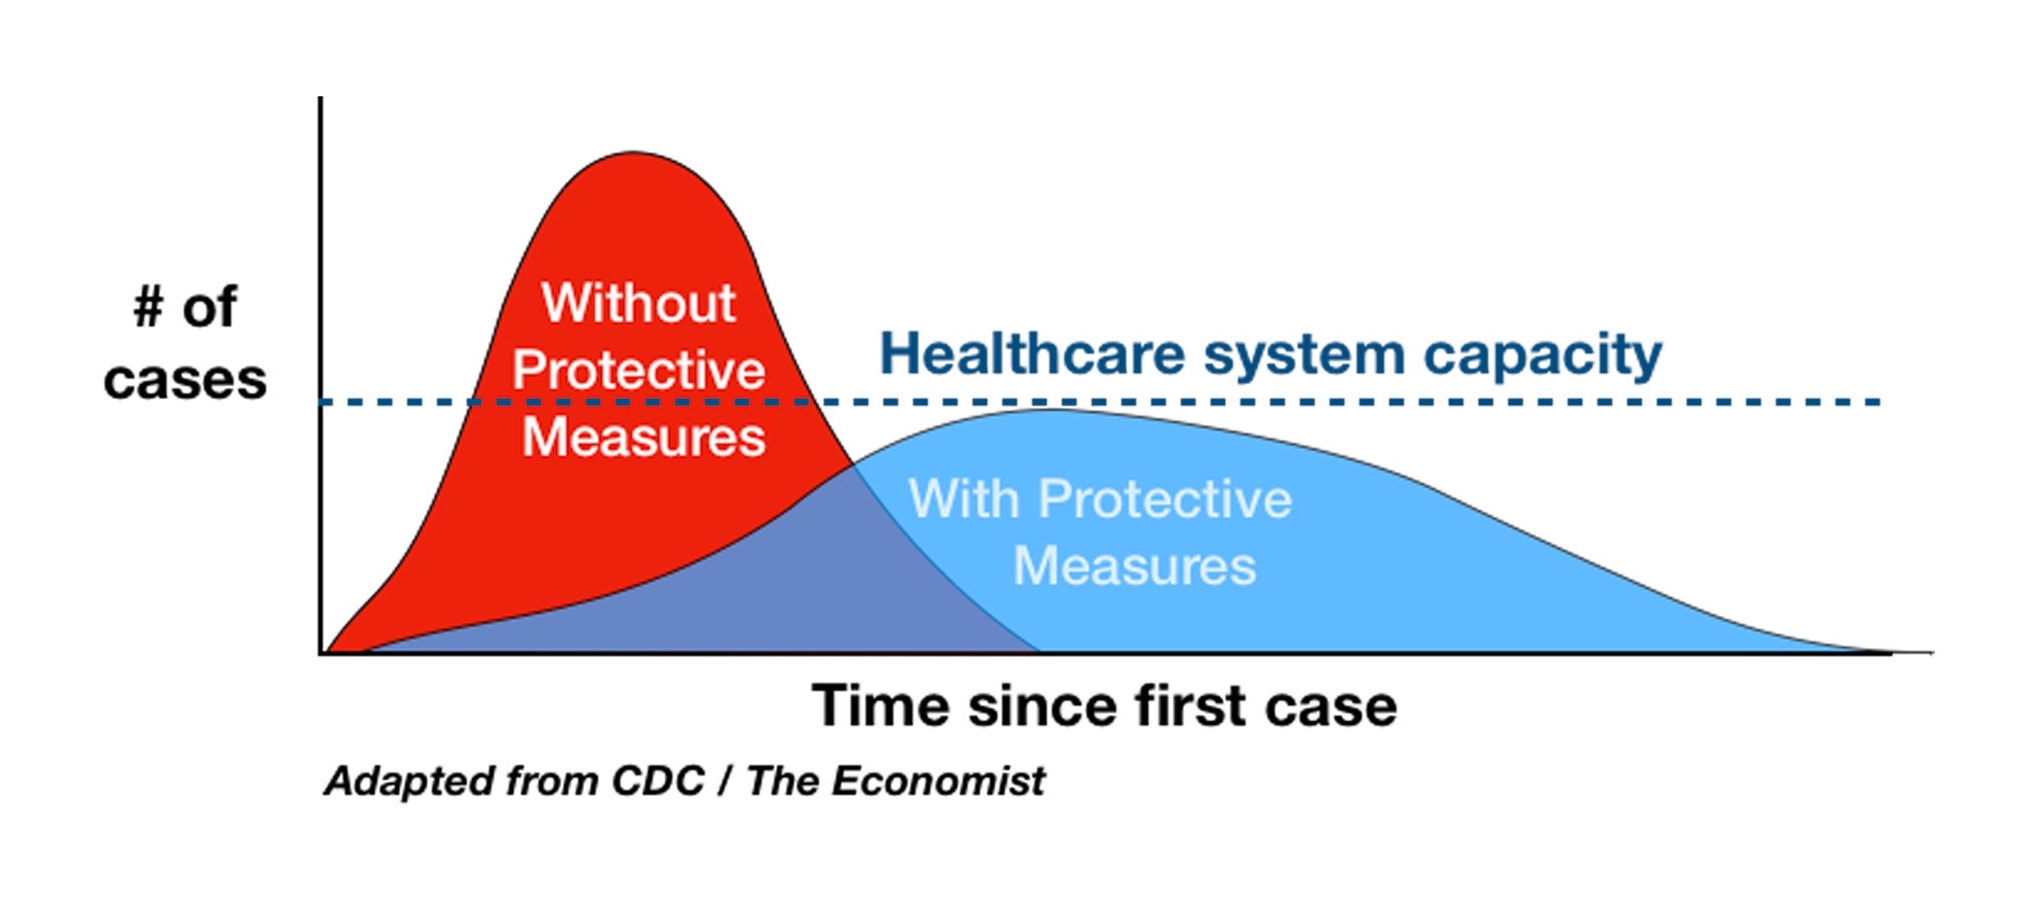 # of
cases
Without
Protective
Measures
Healthcare system capacity
With Protective
Measures
Time since first case
Adapted from CDC / The Economist